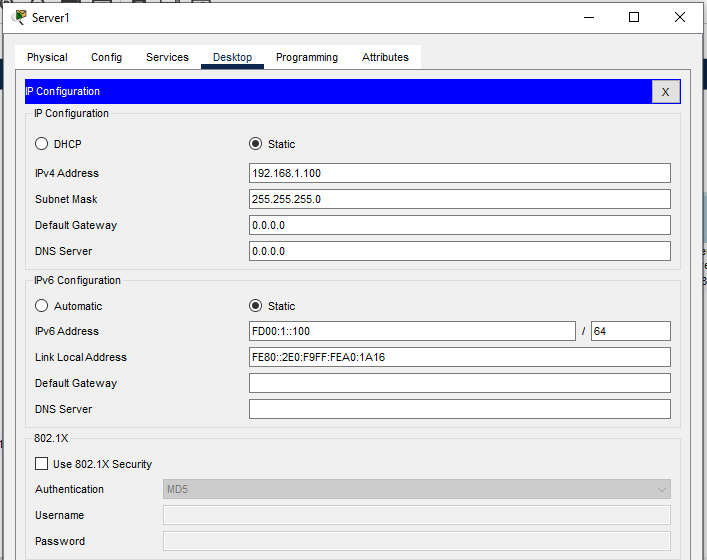 Server1
Physical Config Services Desktop Programming Attributes
IP Configuration X
IP Configuration
DHCP Static
IPv4 Address 192.168.1.100
Subnet Mask 255.255.255.0
Default Gateway 0.0.0.0
DNS Server 0.0.0.0
IPv6 Configuration
Automatic Static
IPv6 Address FD00:1::100 / 64
Link Local Address FE80::2E0:F9FF:FEA0:1A16
Default Gateway
DNS Server
802.1X
Use 802.1X Security
Authentication MD5
Username
Password